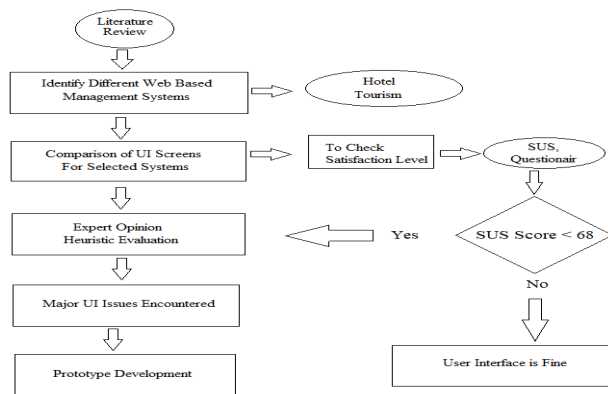 Literature
Review
Identify Different Web Based
Management Systems
Hotel
Tourism
Comparison of UI Screens
For Selected Systems
To Check
Satisfaction Level
SUS,
Questionair
Expert Opinion
Heuristic Evaluation
Yes
SUS Score < 68
No
Major UI Issues Encountered
Prototype Development
User Interface is Fine